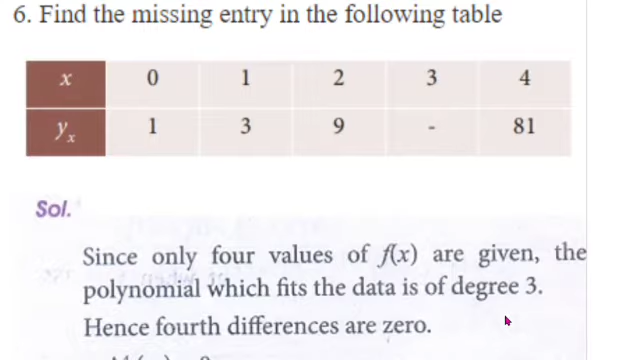 6. Find the missing entry in the following table
x 0 1 2 3 4
yₓ 1 3 9 - 81
Sol.
Since only four values of f(x) are given, the
polynomial which fits the data is of degree 3.
Hence fourth differences are zero.